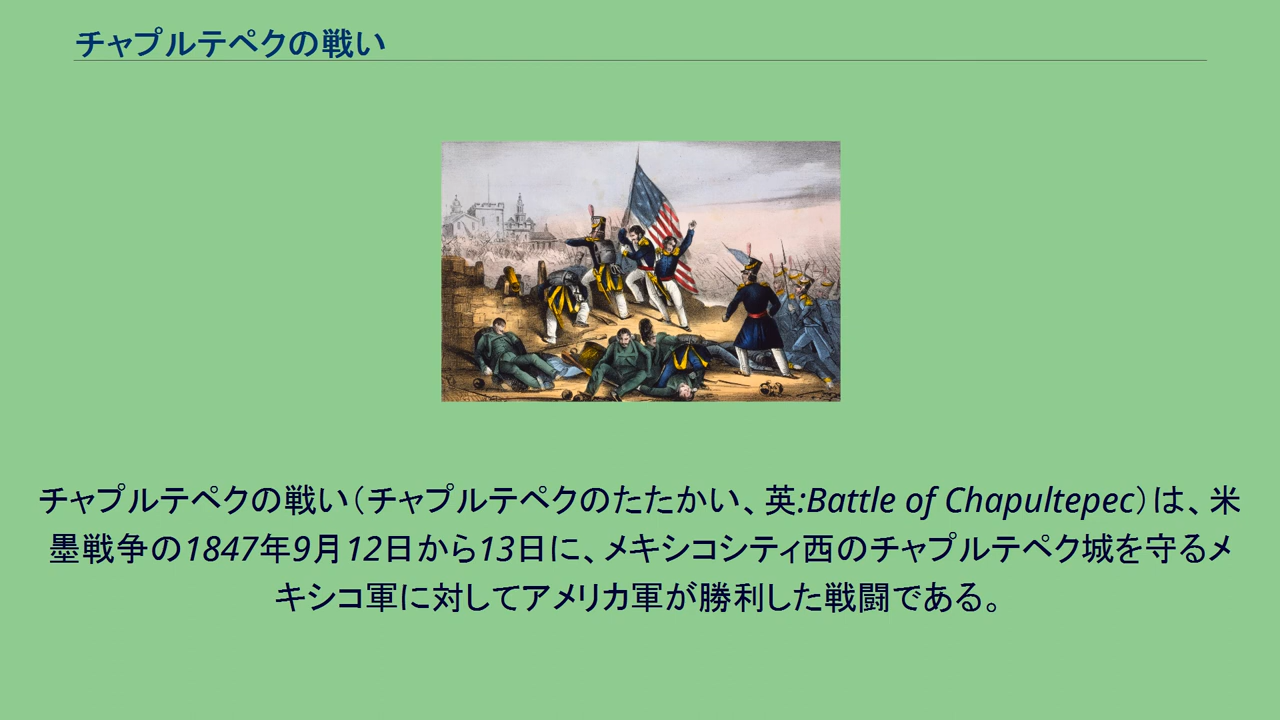 チャプルテペクの戦い
チャプルテペクの戦い（チャプルテペクのたたかい、英:Battle of Chapultepec）は、米
墨戦争の1847年9月12日から13日に、メキシコシティ西のチャプルテペク城を守るメ
キシコ軍に対してアメリカ軍が勝利した戦闘である。